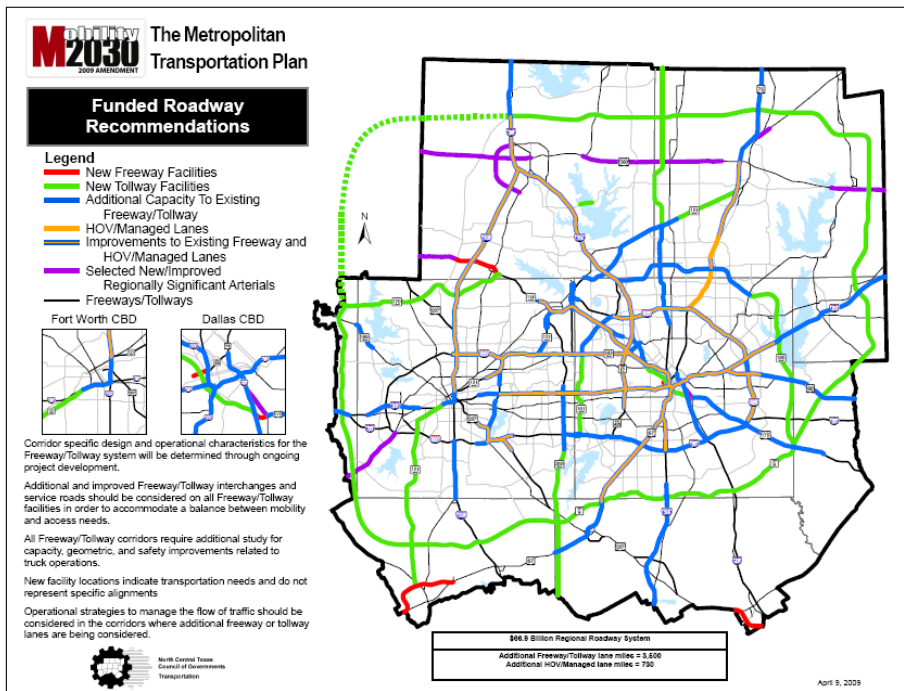 Mobility
2030
2009 AMENDMENT
The Metropolitan
Transportation Plan
Funded Roadway
Recommendations
Legend
New Freeway Facilities
New Tollway Facilities
Additional Capacity To Existing
Freeway/Tollway
HOV/Managed Lanes
Improvements to Existing Freeway and
HOV/Managed Lanes
Selected New/Improved
Regionally Significant Arterials
Freeways/Tollways
N
Fort Worth CBD
Dallas CBD
Corridor specific design and operational characteristics for the
Freeway/Tollway system will be determined through ongoing
project development.
Additional and improved Freeway/Tollway interchanges and
service roads should be considered on all Freeway/Tollway
facilities in order to accommodate a balance between mobility
and access needs.
All Freeway/Tollway corridors require additional study for
capacity, geometric, and safety improvements related to
truck operations.
New facility locations indicate transportation needs and do not
represent specific alignments
Operational strategies to manage the flow of traffic should be
considered in the corridors where additional freeway or tollway
lanes are being considered.
North Central Texas
Council of Governments
Transportation
$66.9 Billion Regional Roadway System
Additional Freeway/Tollway lane miles = 3,500
Additional HOV/Managed lane miles = 730
April 9, 2009